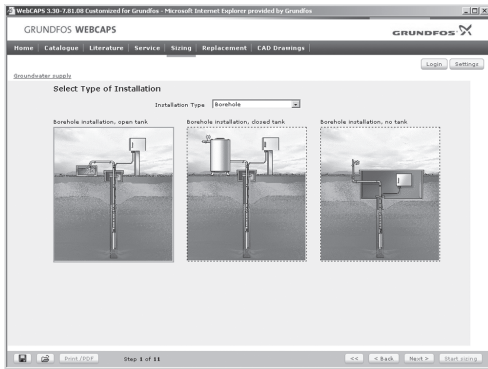 WebCAPS 3.30-7.81.08 Customized for Grundfos - Microsoft Internet Explorer provided by Grundfos
GRUNDFOS WEBCAPS
GRUNDFOS
Home Catalogue Literature Service Sizing Replacement CAD Drawings
Login Settings
Groundwater supply
Select Type of Installation
Installation Type Borehole
Borehole installation, open tank Borehole installation, closed tank Borehole installation, no tank
Print /PDF Step 1 of 11 << < Back Next > Start sizing